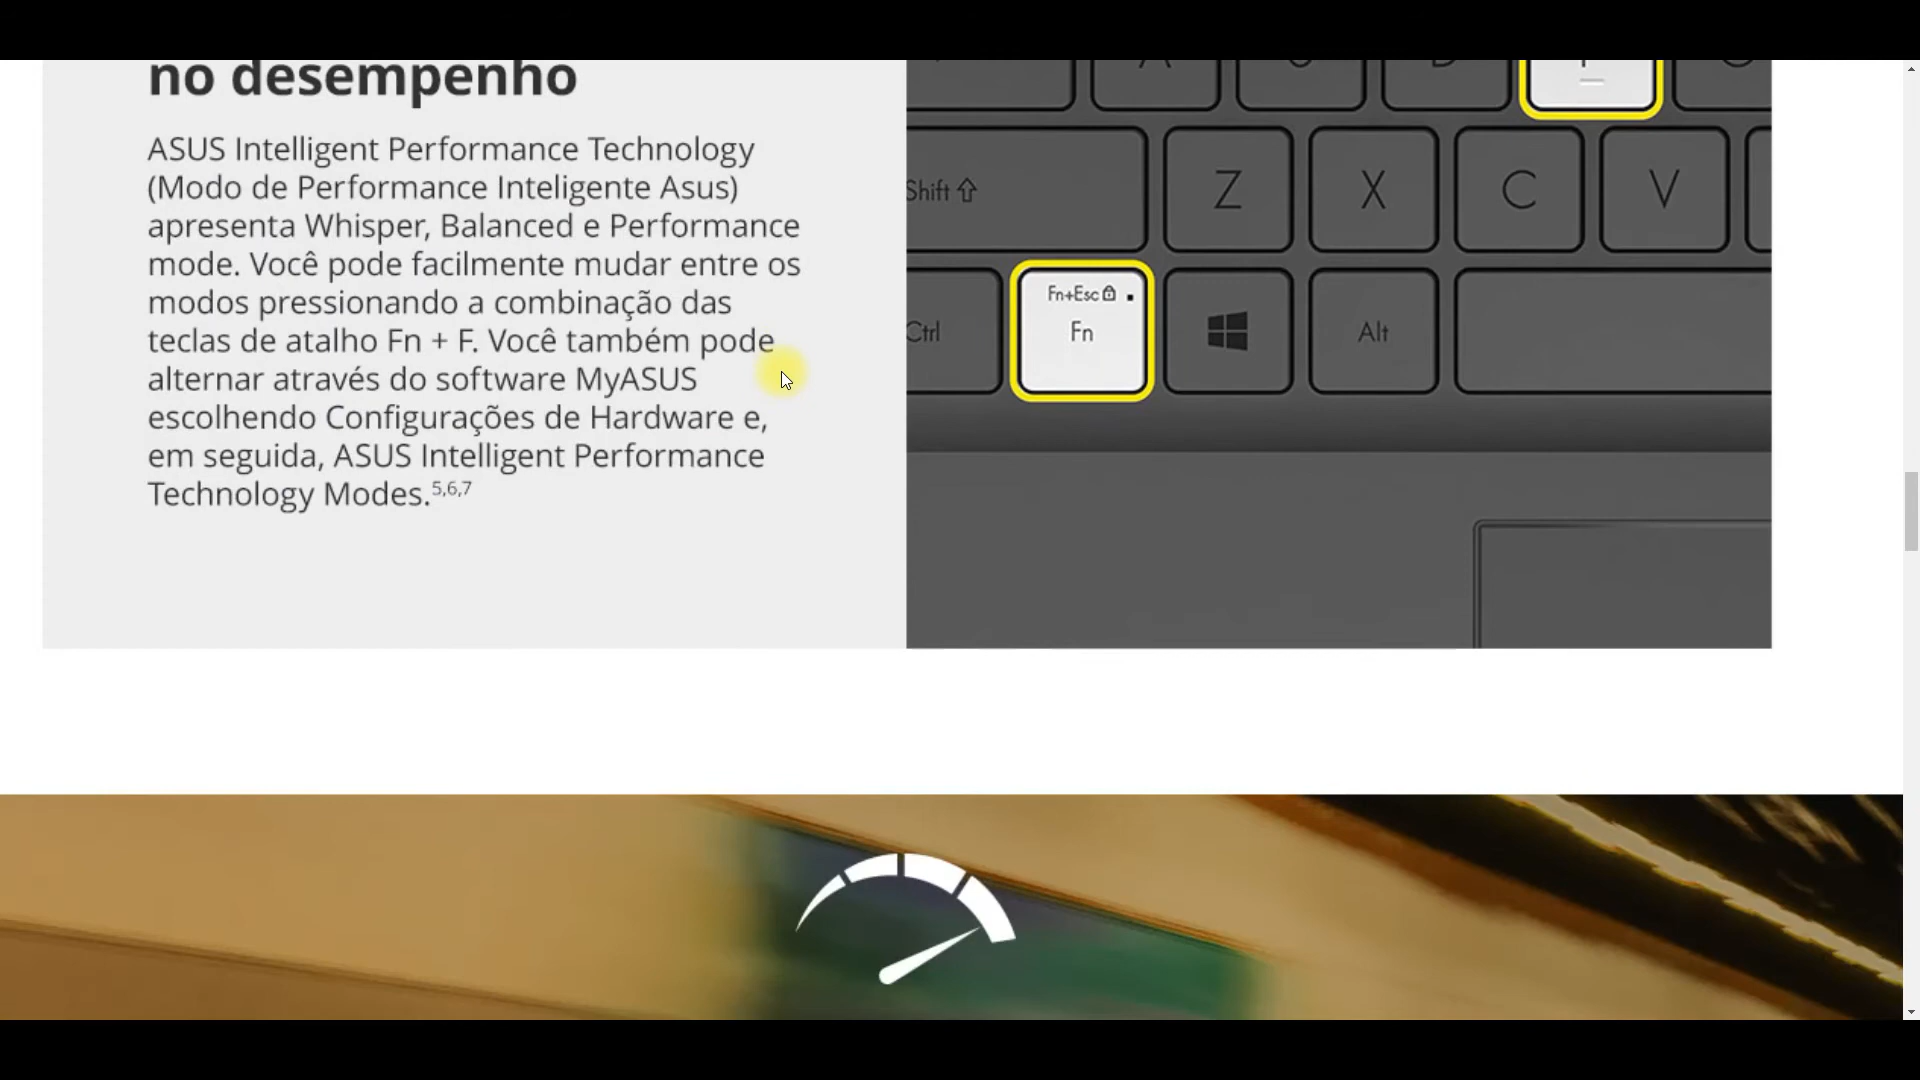 no desempenho
ASUS Intelligent Performance Technology
(Modo de Performance Inteligente Asus)
apresenta Whisper, Balanced e Performance
mode. Você pode facilmente mudar entre os
modos pressionando a combinação das
teclas de atalho Fn + F. Você também pode
alternar através do software MyASUS
escolhendo Configurações de Hardware e,
em seguida, ASUS Intelligent Performance
Technology Modes.5,6,7
Shift Z X C V
Fn+Esc
Ctrl Fn Alt